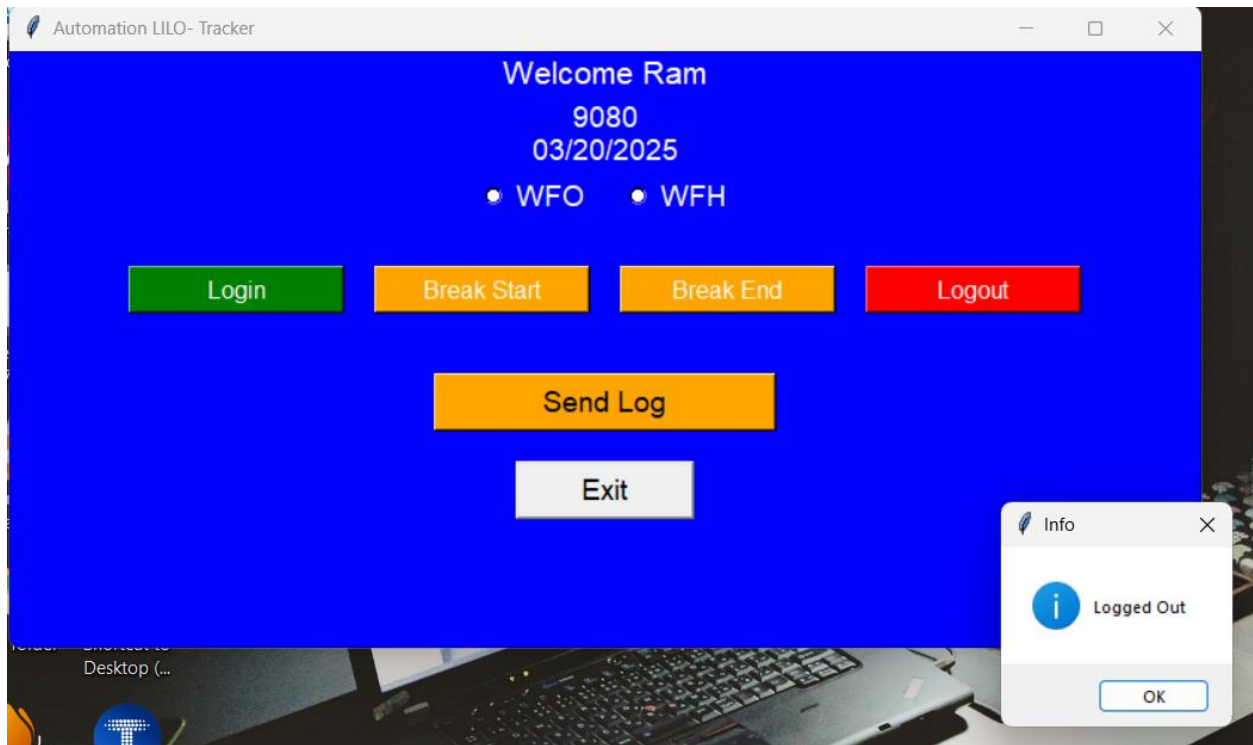 Automation LILO- Tracker
Welcome Ram
9080
03/20/2025
WFO WFH
Login Break Start Break End Logout
Send Log
Exit
Info
Logged Out
OK
Desktop (...